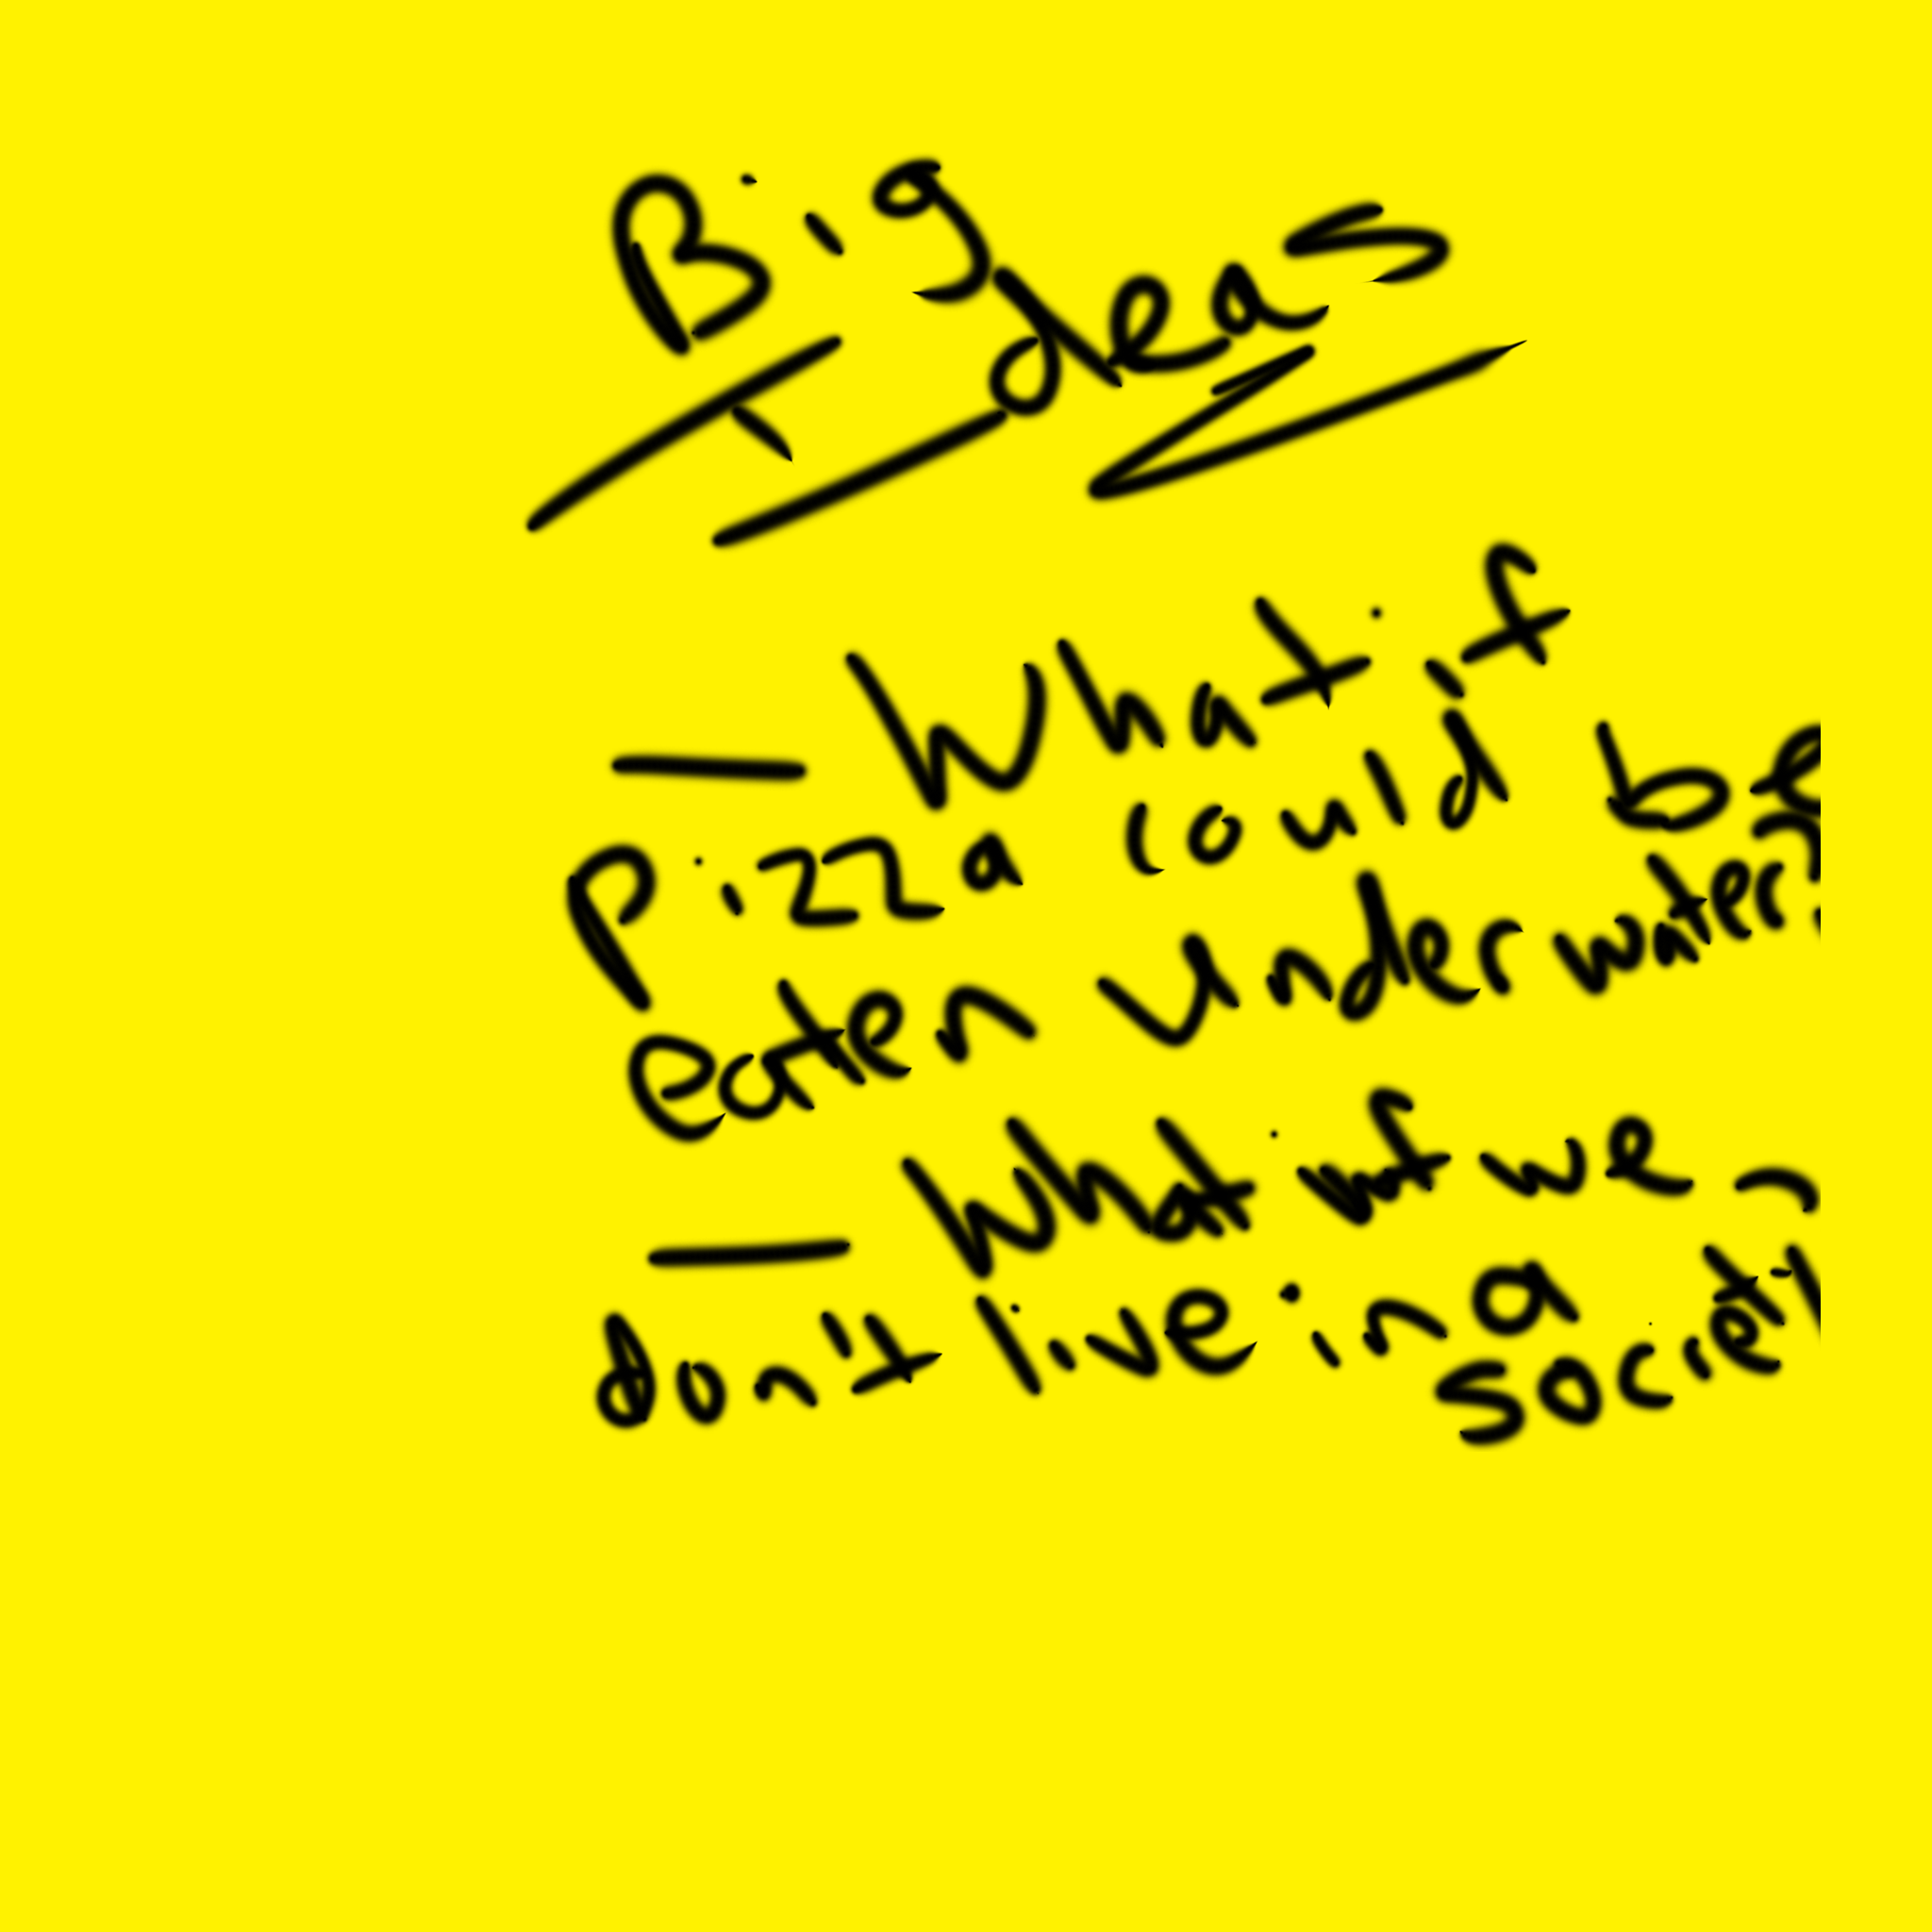 Big
Ideas
— What if
Pizza could be
eaten underwater?
— What if we
don't live in a
society